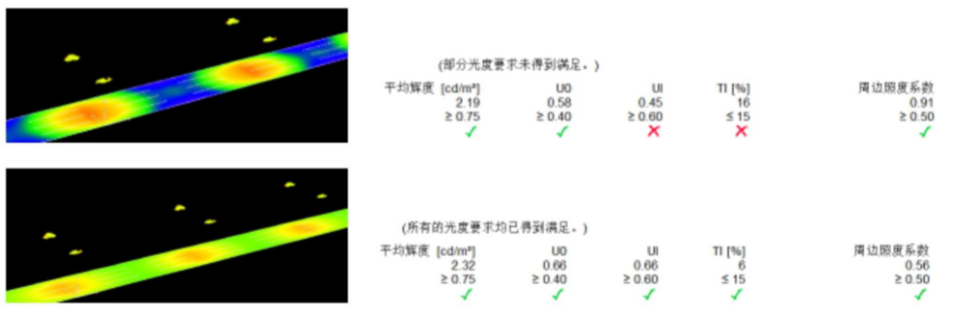 (部分光度要求未得到满足。)
平均辉度 [cd/m²] U0 Ul TI [%] 周边照度系数
2.19 0.58 0.45 16 0.91
≥ 0.75 ≥ 0.40 ≥ 0.60 ≤ 15 ≥ 0.50
✓ ✓ ✗ ✗ ✓
(所有的光度要求均已得到满足。)
平均辉度 [cd/m²] U0 Ul TI [%] 周边照度系数
2.32 0.66 0.66 6 0.56
≥ 0.75 ≥ 0.40 ≥ 0.60 ≤ 15 ≥ 0.50
✓ ✓ ✓ ✓ ✓